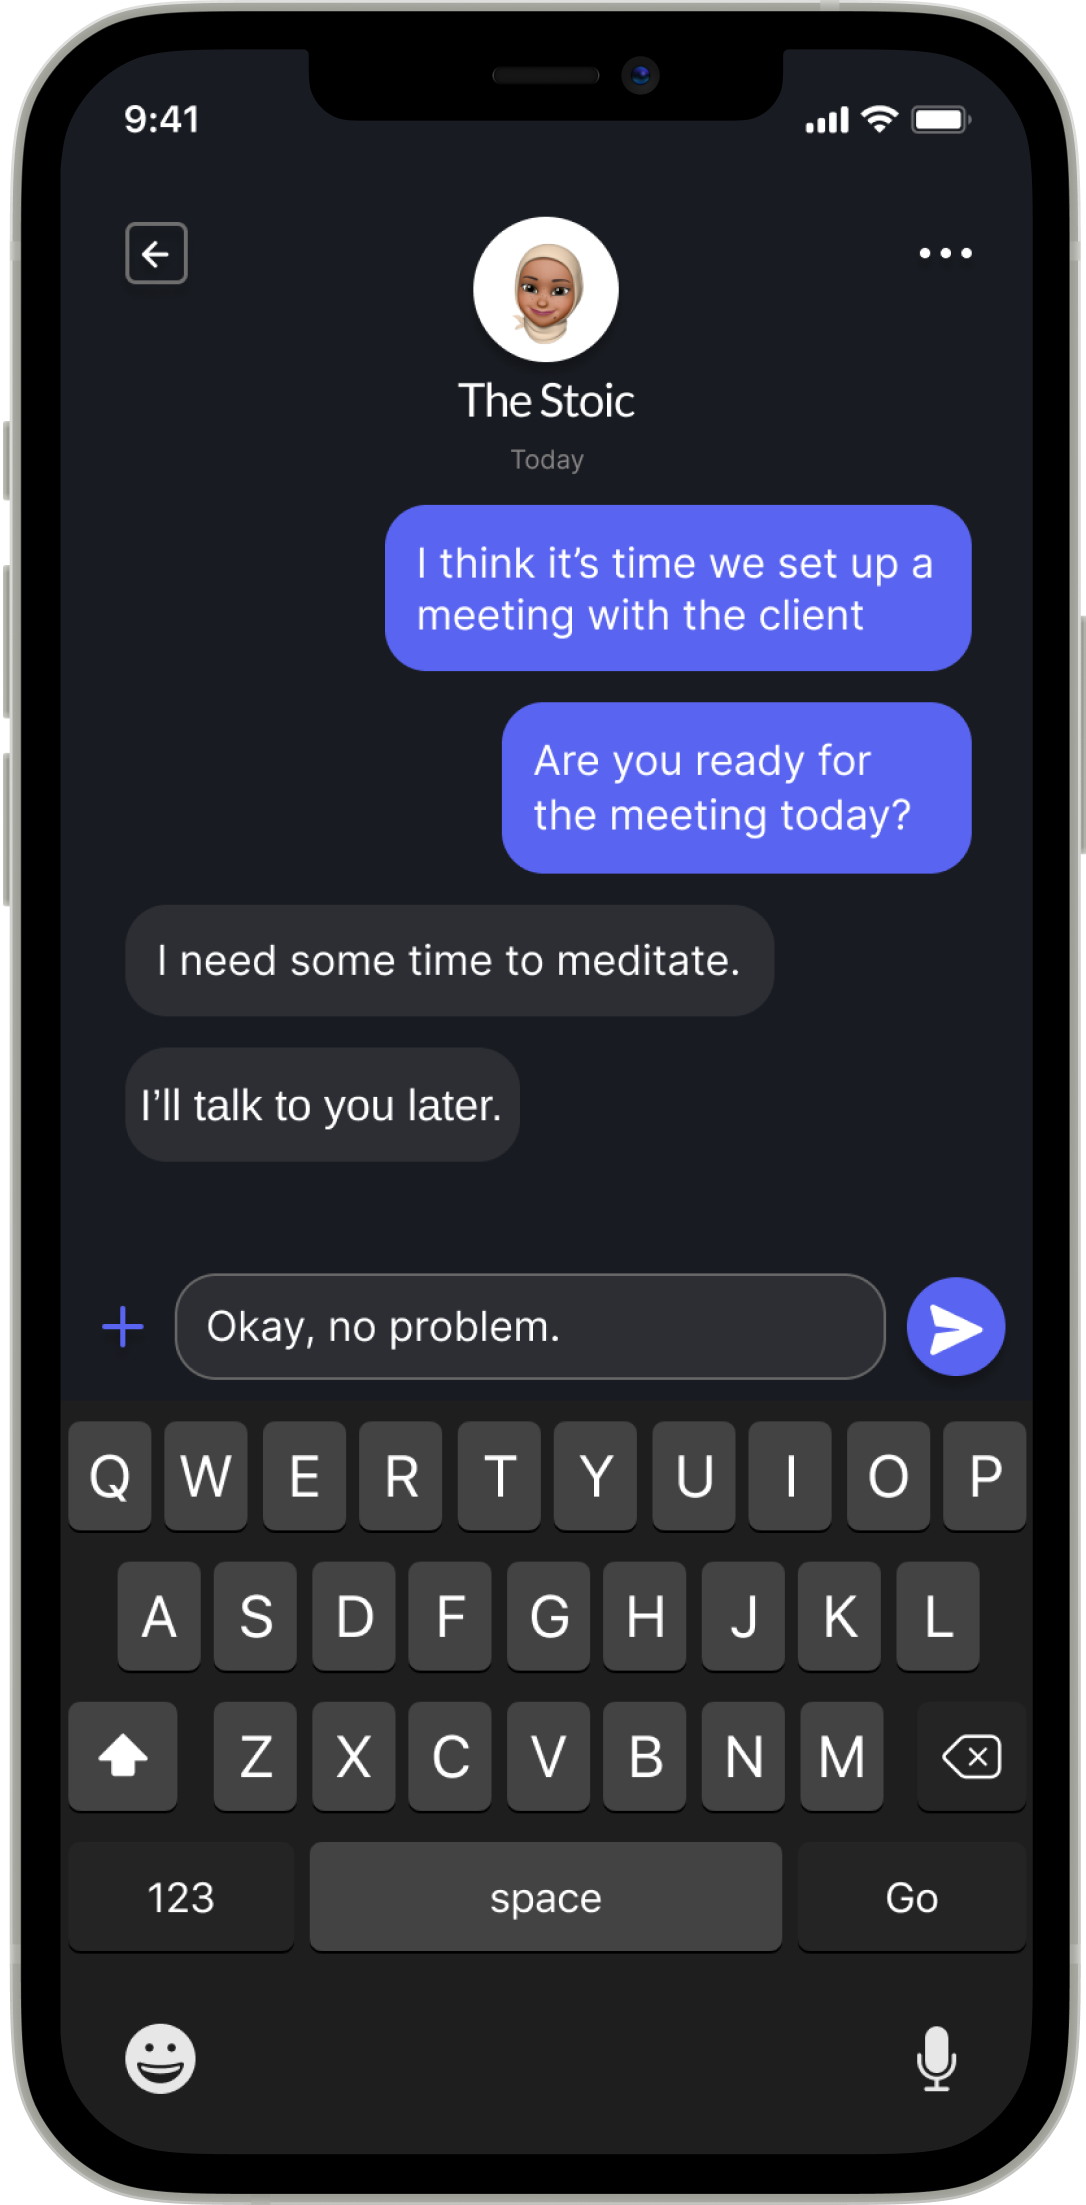 9:41
The Stoic
Today
I think it’s time we set up a
meeting with the client
Are you ready for
the meeting today?
I need some time to meditate.
I’ll talk to you later.
Okay, no problem.
Q W E R T Y U I O P
A S D F G H J K L
Z X C V B N M
123 space Go